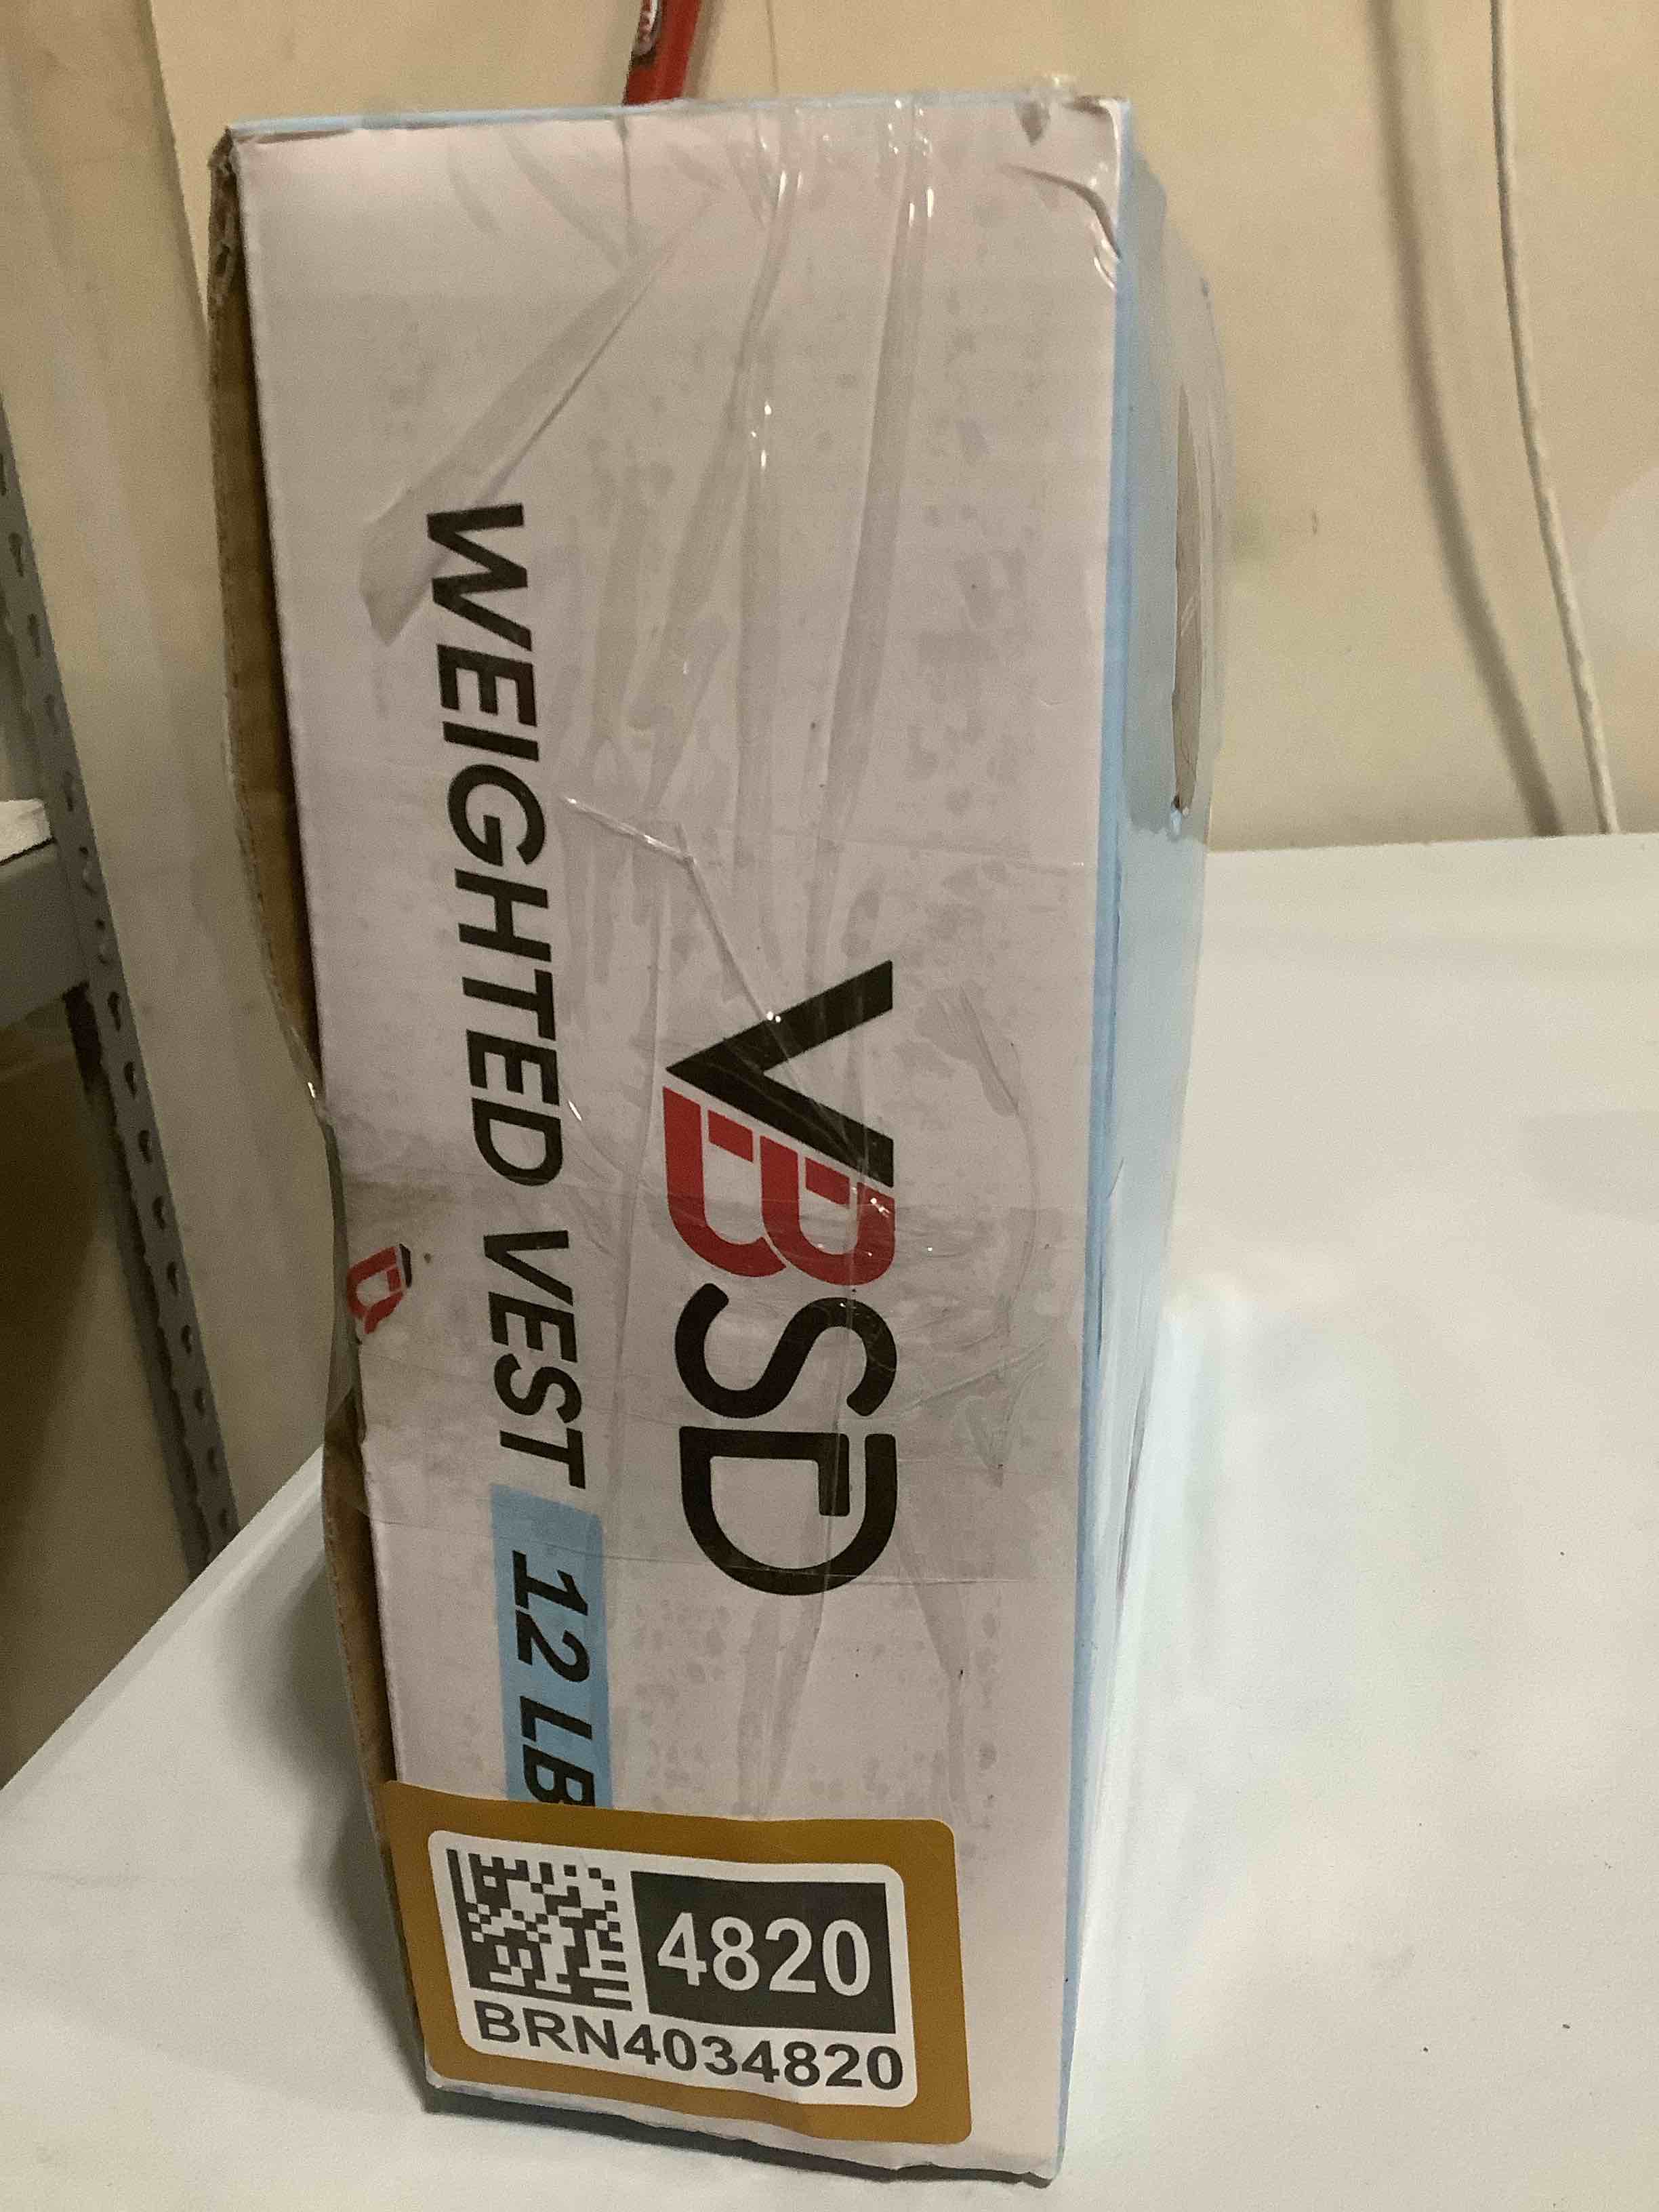 VBSD
WEIGHTED VEST 12 LB
4820
BRN4034820